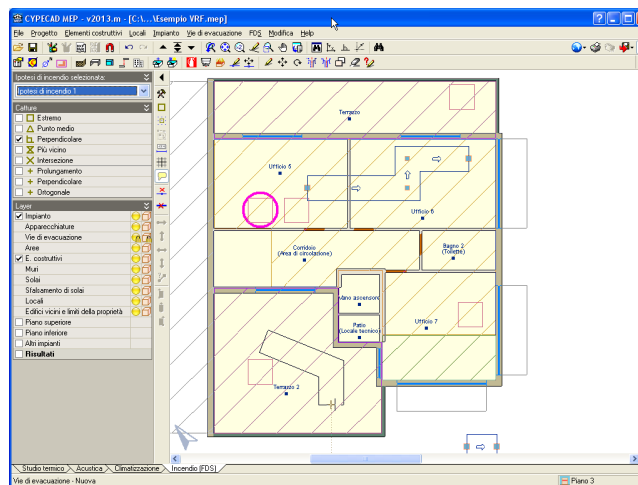 CYPECAD MEP - v2013.m - [C:\...\Esempio VRF.mep]
File Progetto Elementi costruttivi Locali Impianto Vie di evacuazione FDS Modifica Help
Ipotesi di incendio selezionata:
Ipotesi di incendio 1
Catture
Estremo
Punto medio
Perpendicolare
Più vicino
Intersezione
Prolungamento
Perpendicolare
Ortogonale
Layer
Impianto
Apparecchiature
Vie di evacuazione
Aree
E. costruttivi
Muri
Solai
Sfalsamento di solai
Locali
Edifici vicini e limiti della proprietà
Piano superiore
Piano inferiore
Altri impianti
Risultati
Terrazzo
Ufficio 5
Ufficio 6
Corridoio
(Area di circolazione)
Bagno 2
(Toilette)
Vano ascensore
Patio
(Locale tecnico)
Ufficio 7
Terrazzo 2
Studio termico Acustica Climatizzazione Incendio (FDS)
Vie di evacuazione - Nuova
Piano 3